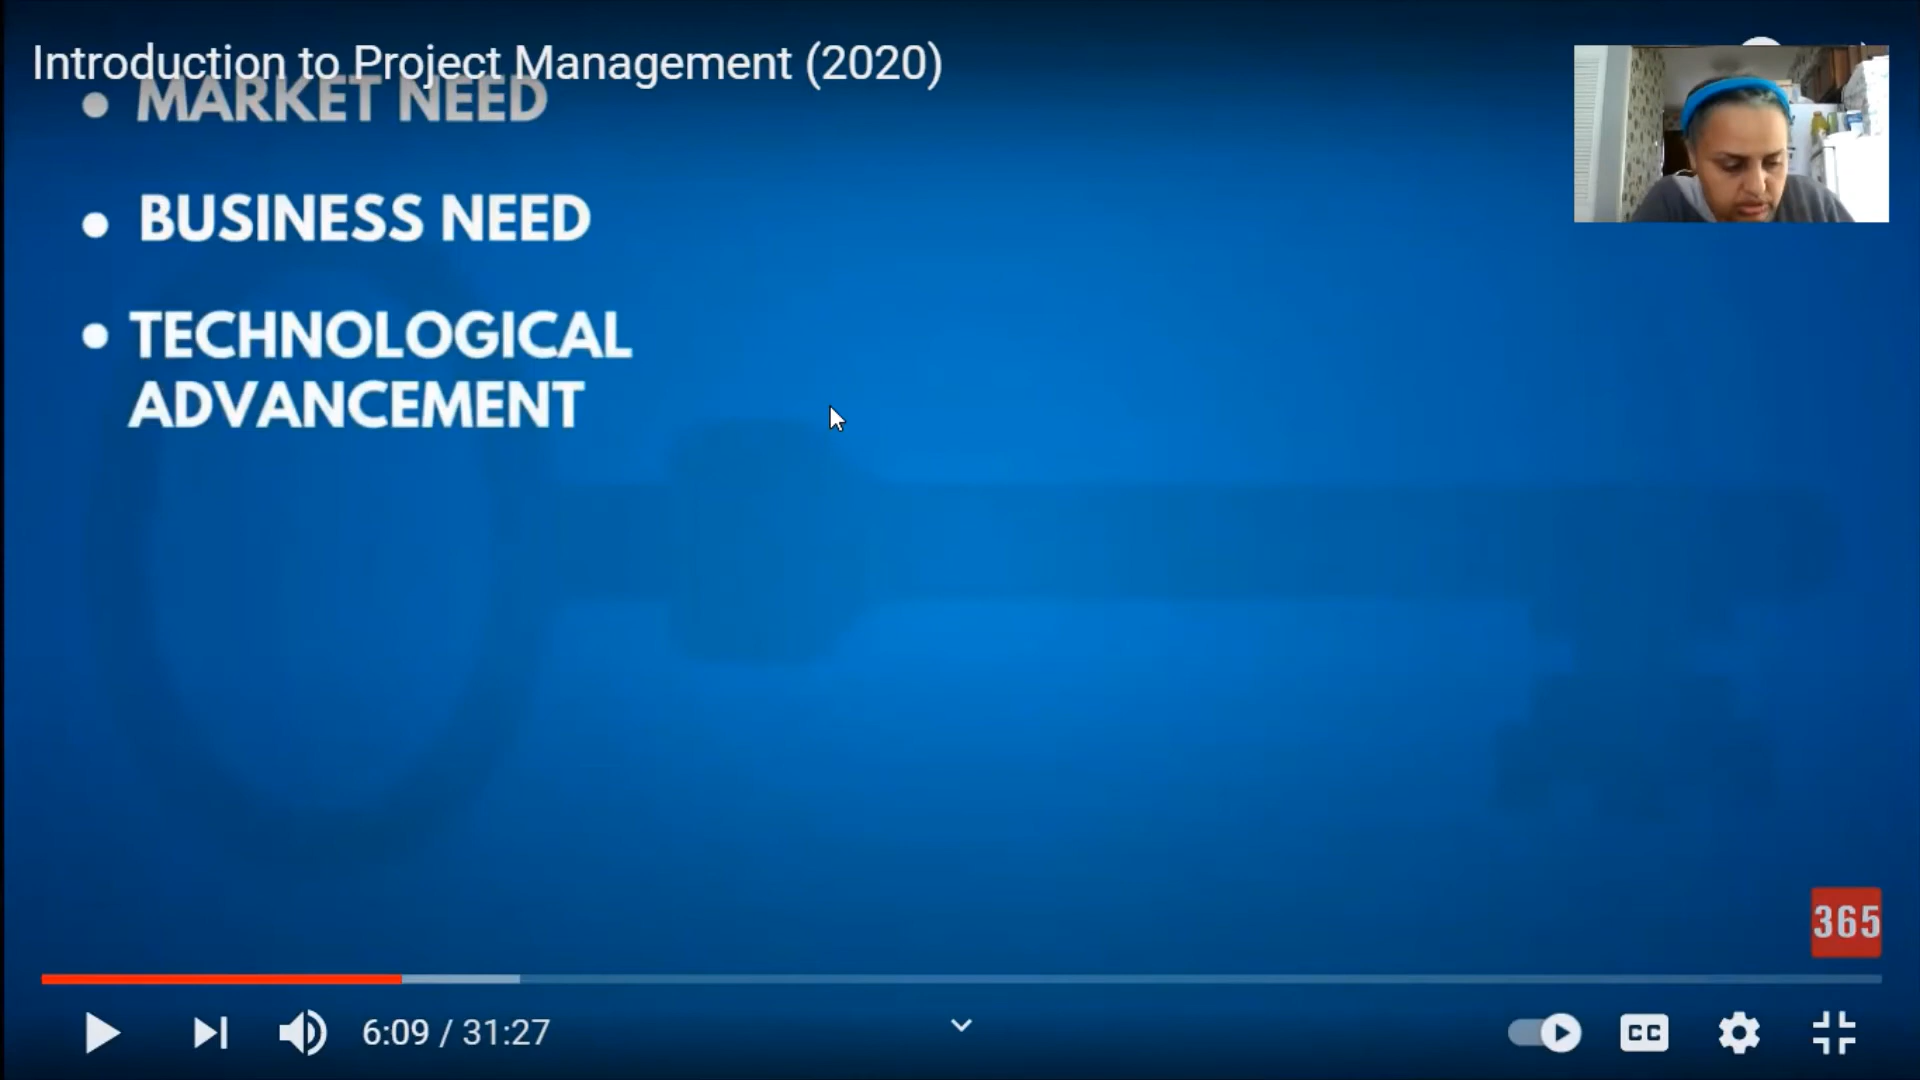 Introduction to Project Management (2020)
• MARKET NEED
• BUSINESS NEED
• TECHNOLOGICAL
ADVANCEMENT
365
6:09 / 31:27
CC